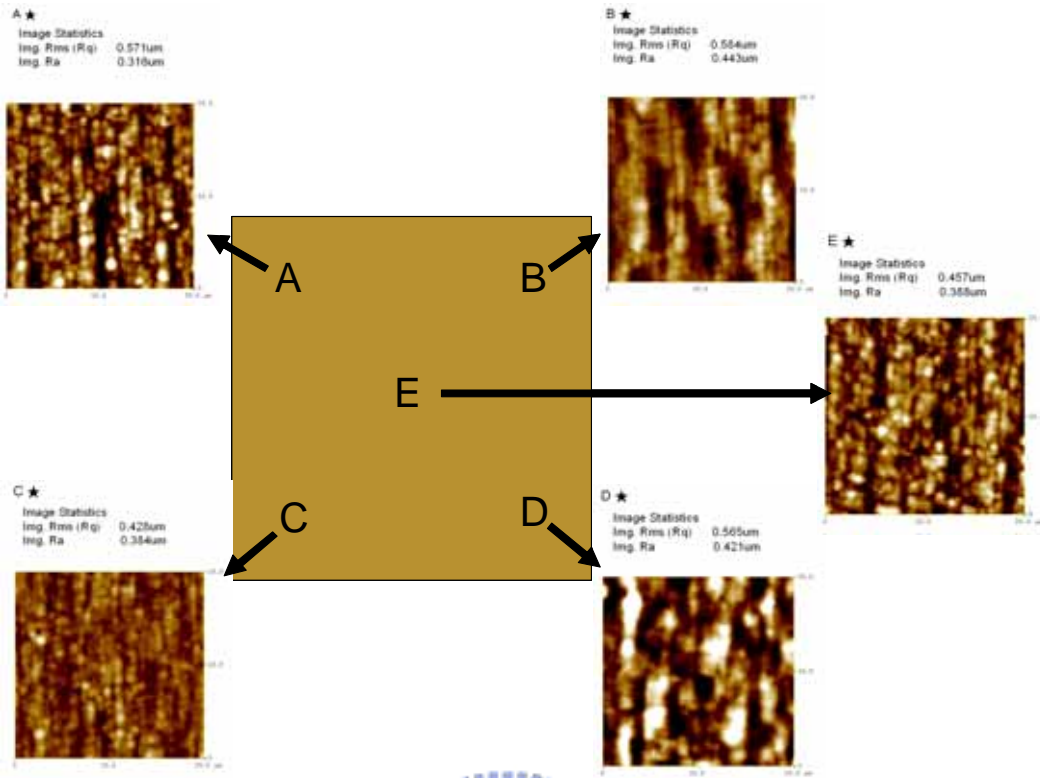 A ★
Image Statistics
Img. Rms (Rq) 0.571um
Img. Ra 0.316um
B ★
Image Statistics
Img. Rms (Rq) 0.564um
Img. Ra 0.443um
E ★
Image Statistics
Img. Rms (Rq) 0.457um
Img. Ra 0.388um
A
B
E
C
D
C ★
Image Statistics
Img. Rms (Rq) 0.428um
Img. Ra 0.384um
D ★
Image Statistics
Img. Rms (Rq) 0.565um
Img. Ra 0.421um